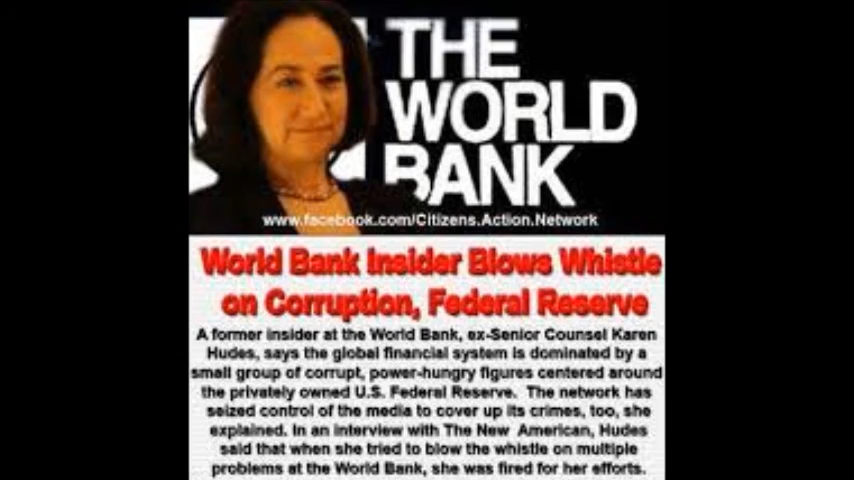 THE
WORLD
BANK
www.facebook.com/Citizens.Action.Network
World Bank Insider Blows Whistle
on Corruption, Federal Reserve
A former insider at the World Bank, ex-Senior Counsel Karen
Hudes, says the global financial system is dominated by a
small group of corrupt, power-hungry figures centered around
the privately owned U.S. Federal Reserve. The network has
seized control of the media to cover up its crimes, too, she
explained. In an interview with The New American, Hudes
said that when she tried to blow the whistle on multiple
problems at the World Bank, she was fired for her efforts.